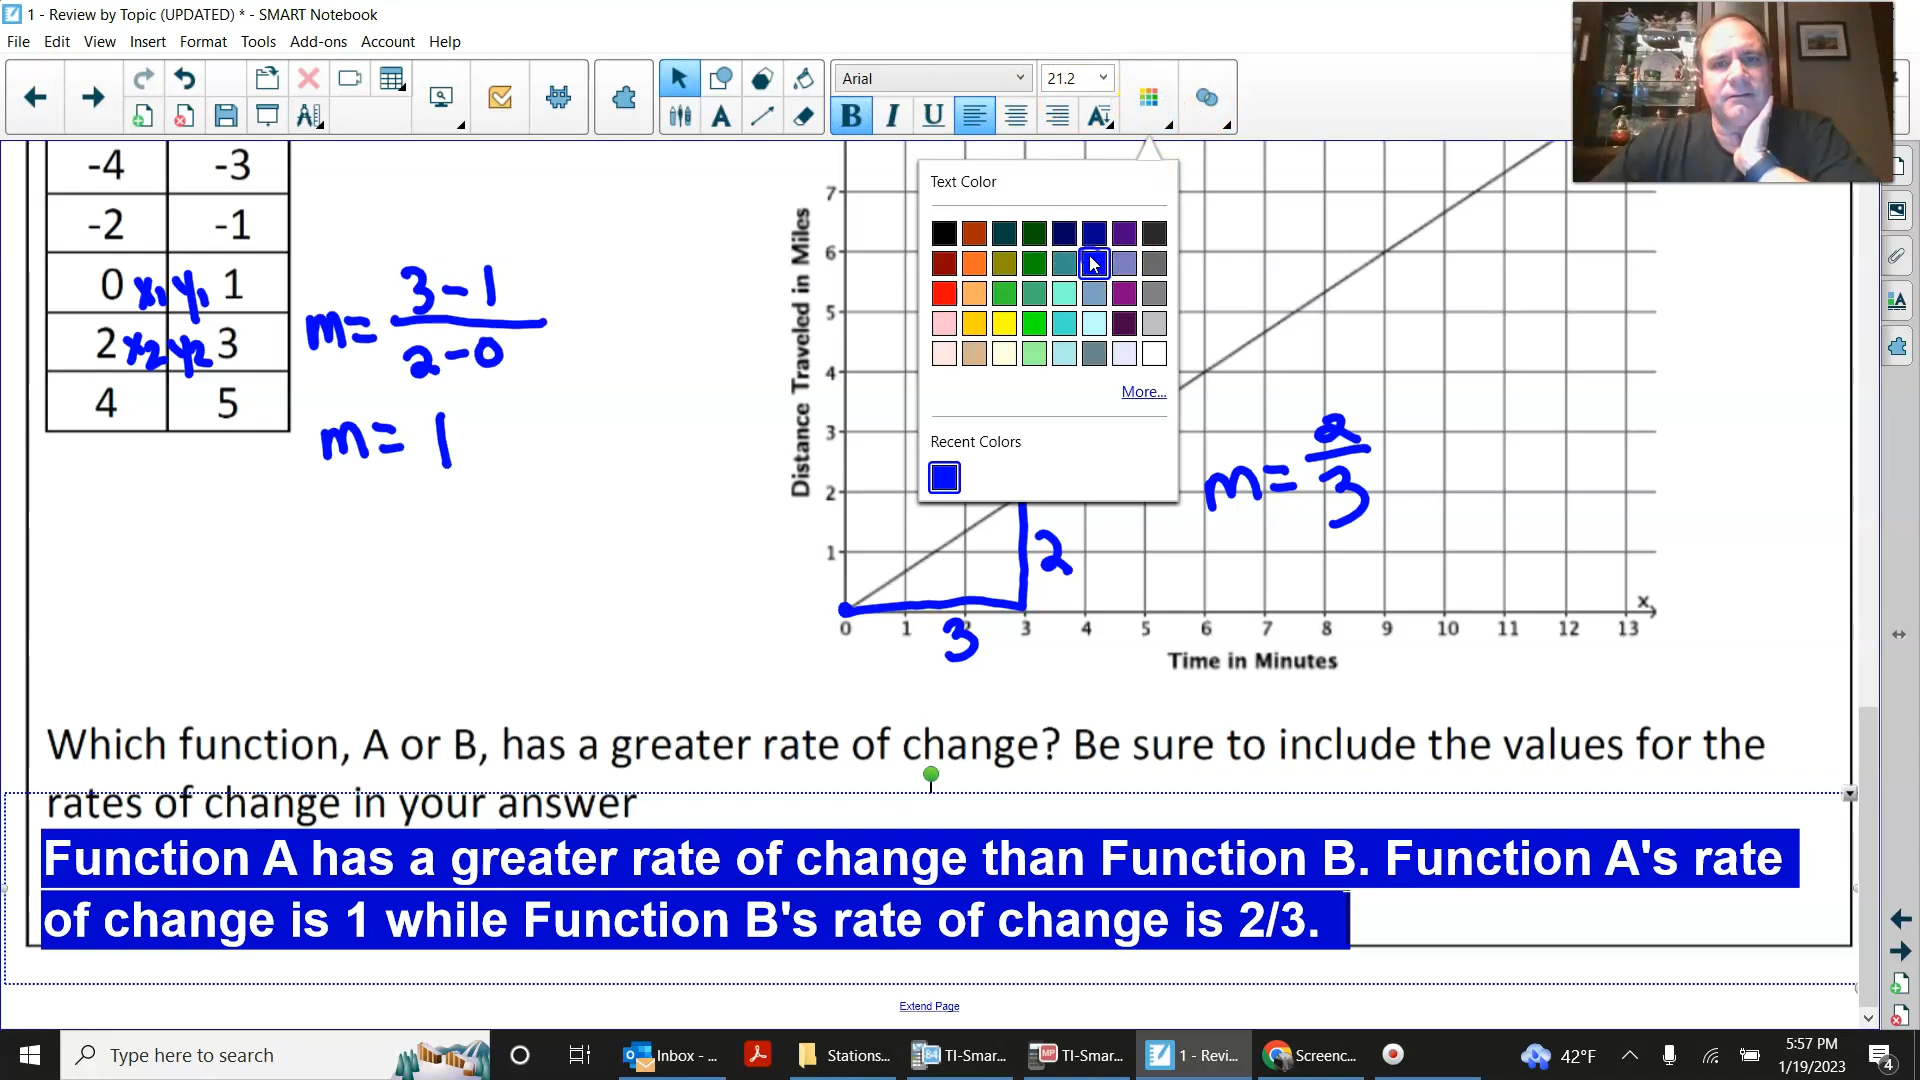 1 - Review by Topic (UPDATED) * - SMART Notebook
File Edit View Insert Format Tools Add-ons Account Help
Arial 21.2
B I U
Text Color
More...
Recent Colors
-4 -3
-2 -1
0 x1 y1 1
2 x2 y2 3
4 5
m = 3-1
2-0
m = 1
Distance Traveled in Miles
7
6
5
4
3
2
1
m = 2
3
2
3
x
0 1 2 3 4 5 6 7 8 9 10 11 12 13
Time in Minutes
Which function, A or B, has a greater rate of change? Be sure to include the values for the
rates of change in your answer
Function A has a greater rate of change than Function B. Function A's rate
of change is 1 while Function B's rate of change is 2/3.
Extend Page
Type here to search
Inbox - ...
Stations...
TI-Smar...
TI-Smar...
1 - Revi...
Screenc...
42°F
5:57 PM
1/19/2023
4